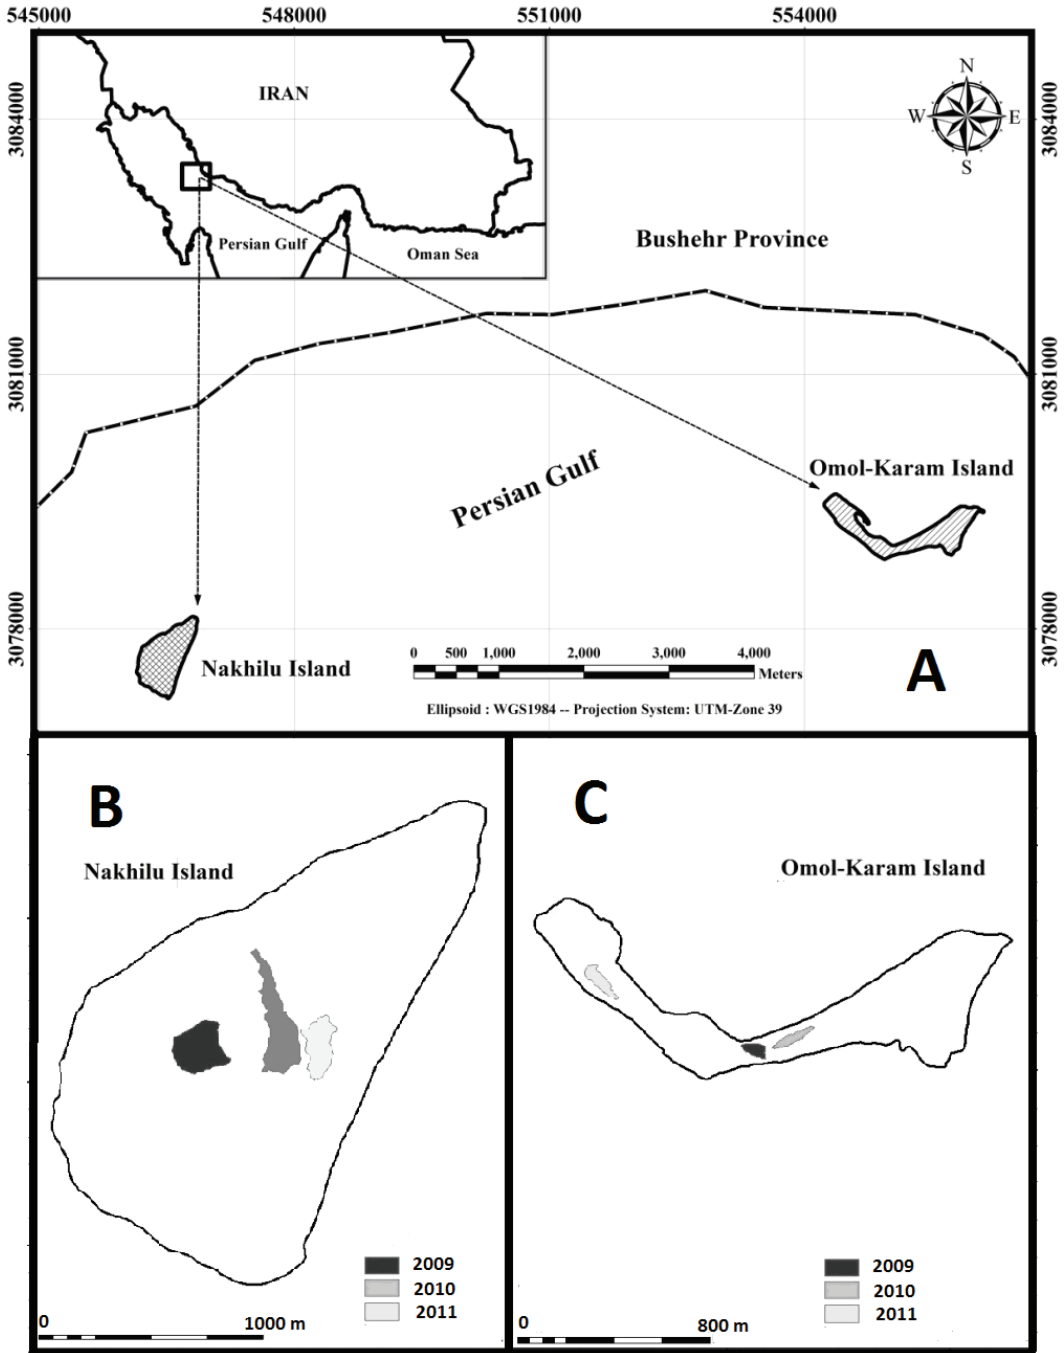 545000 548000 551000 554000
3084000
3081000
3078000
3084000
3081000
3078000
IRAN
Persian Gulf
Oman Sea
N
W E
S
Bushehr Province
Persian Gulf
Omol-Karam Island
Nakhilu Island
0 500 1,000 2,000 3,000 4,000
Meters
Ellipsoid : WGS1984 -- Projection System: UTM-Zone 39
A
B
Nakhilu Island
2009
2010
2011
0 1000 m
C
Omol-Karam Island
2009
2010
2011
0 800 m